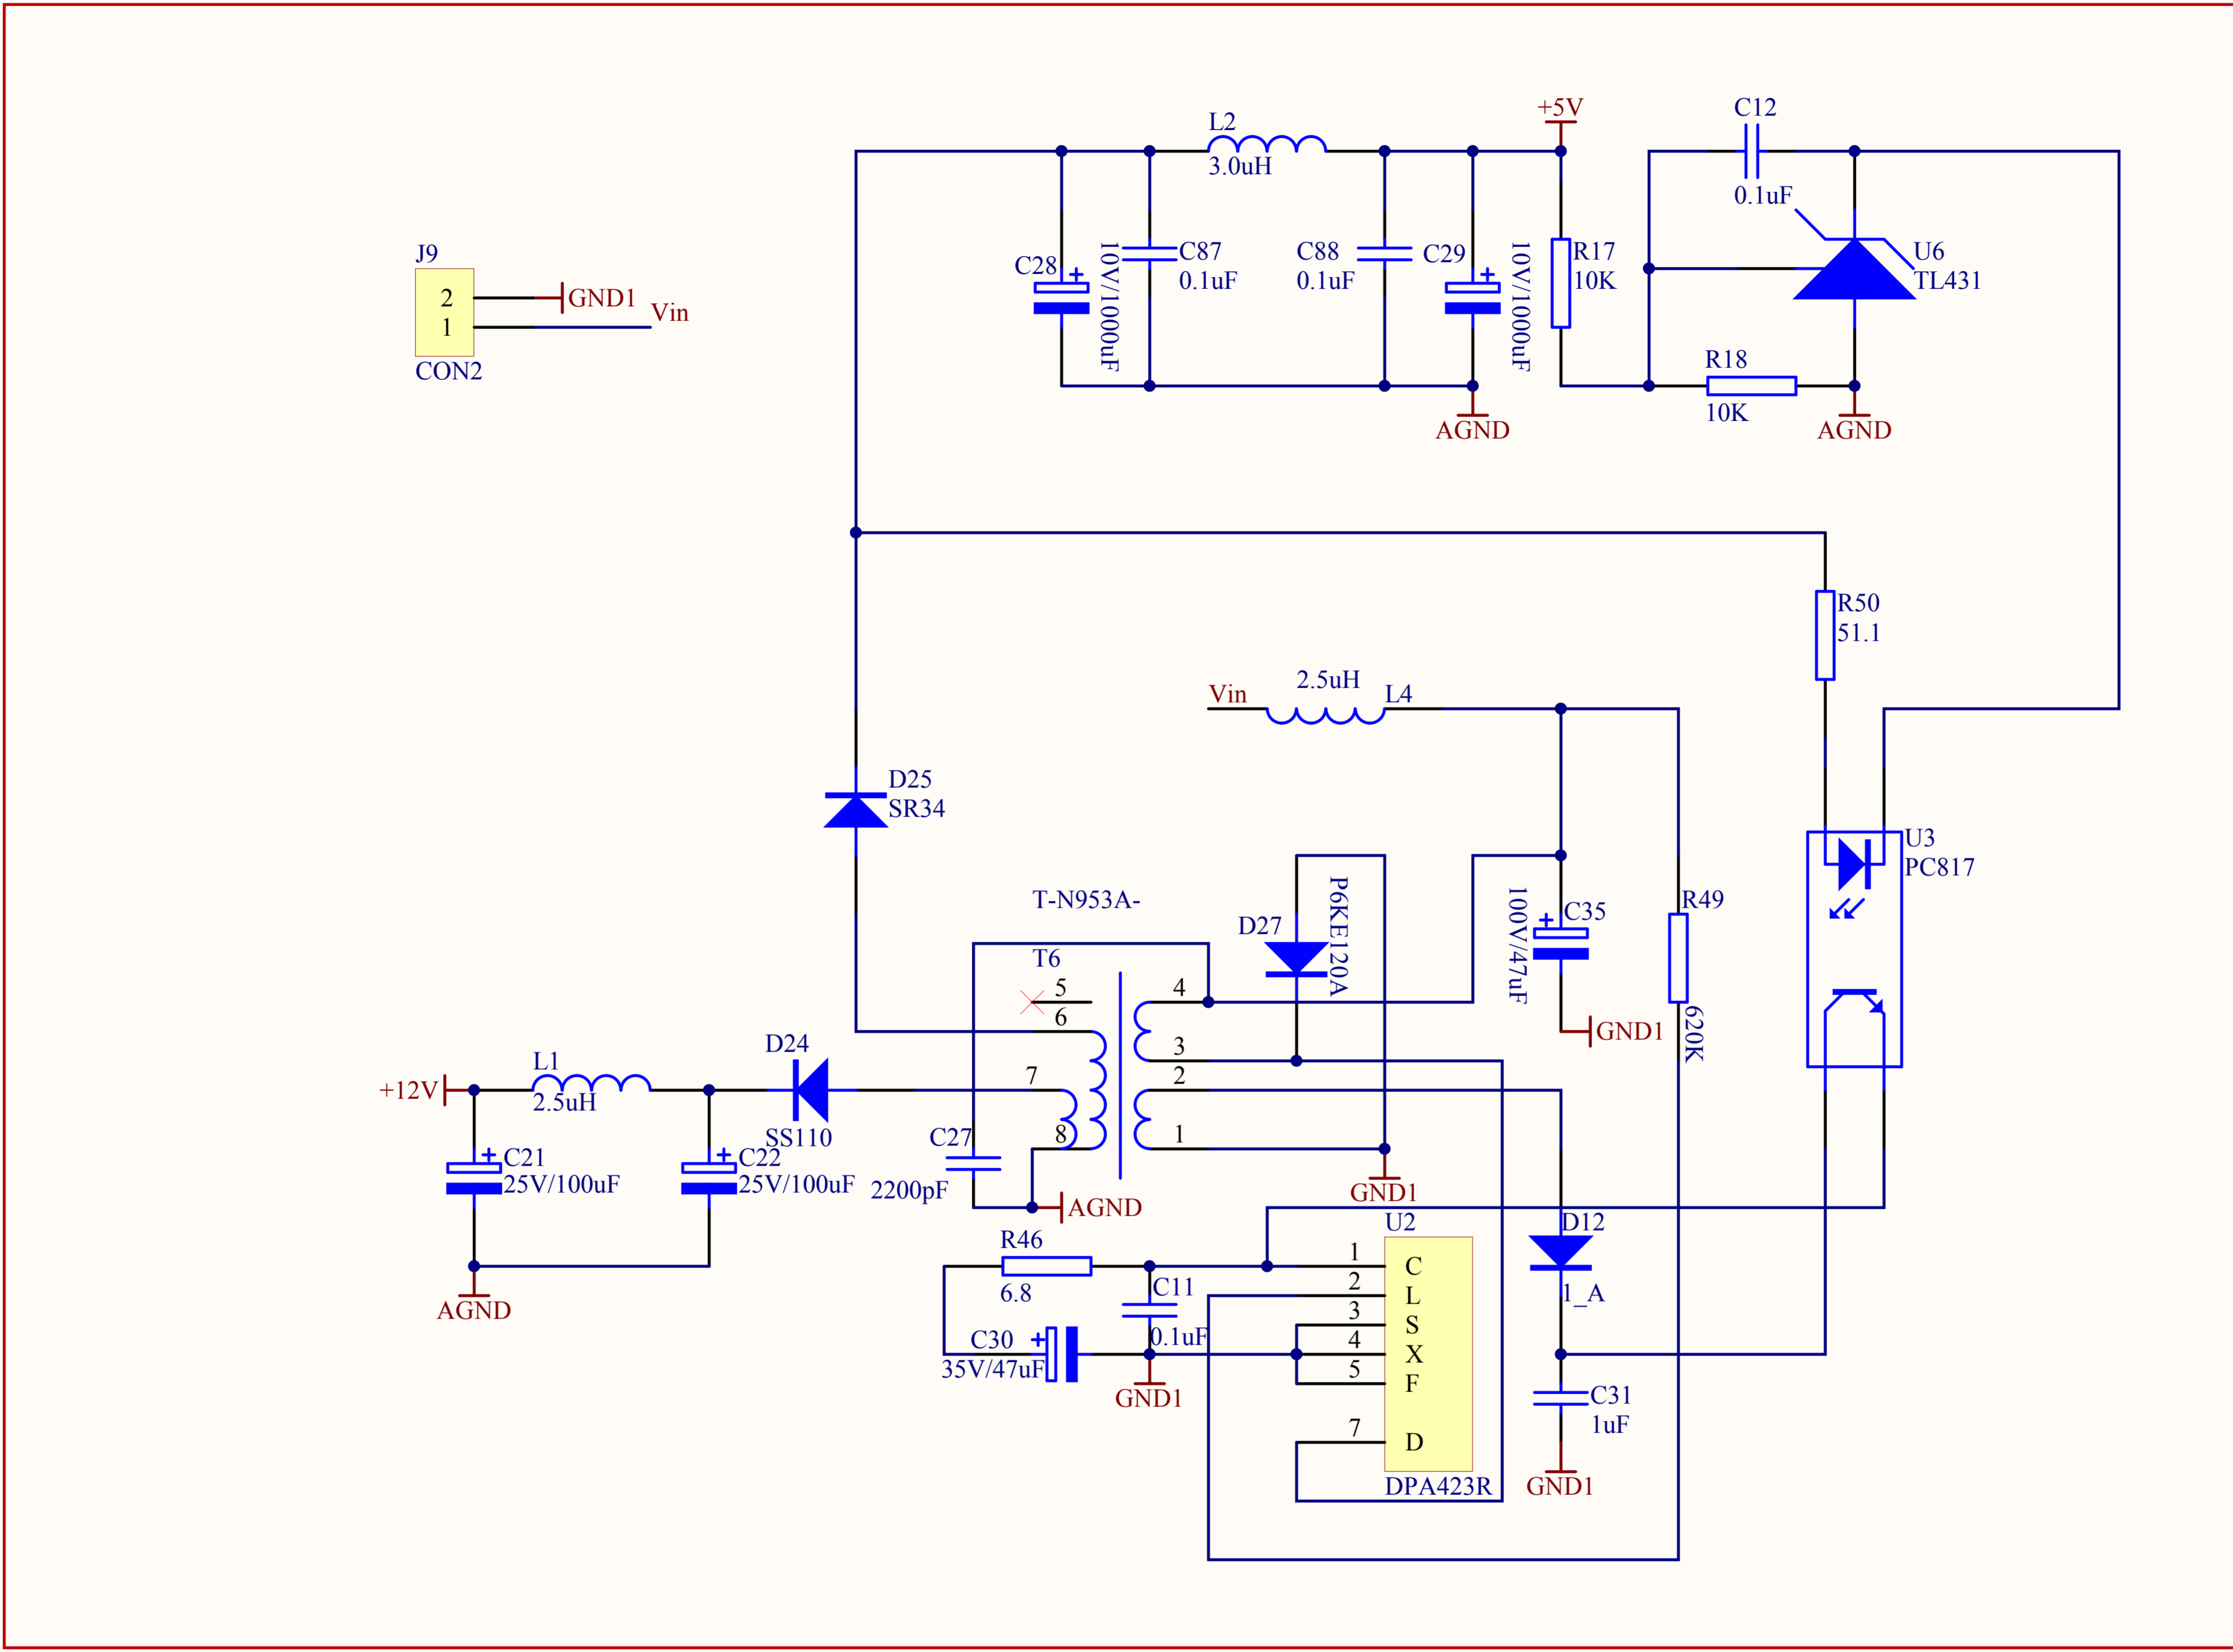 +5V
C12
L2
3.0uH
0.1uF
J9
2
GND1
1
Vin
CON2
C28
10V/1000uF
C87
0.1uF
C88
0.1uF
C29
10V/1000uF
R17
10K
U6
TL431
R18
10K
AGND
AGND
R50
51.1
Vin
2.5uH
L4
D25
SR34
U3
PC817
T-N953A-
T6
5
6
7
8
4
3
2
1
D27
P6KE120A
C35
100V/47uF
R49
620K
GND1
D24
SS110
L1
+12V
2.5uH
C21
25V/100uF
C22
25V/100uF
C27
2200pF
AGND
GND1
AGND
R46
6.8
C11
0.1uF
C30
35V/47uF
GND1
U2
1 C
2 L
3 S
4 X
5 F
7 D
DPA423R
D12
1_A
C31
1uF
GND1